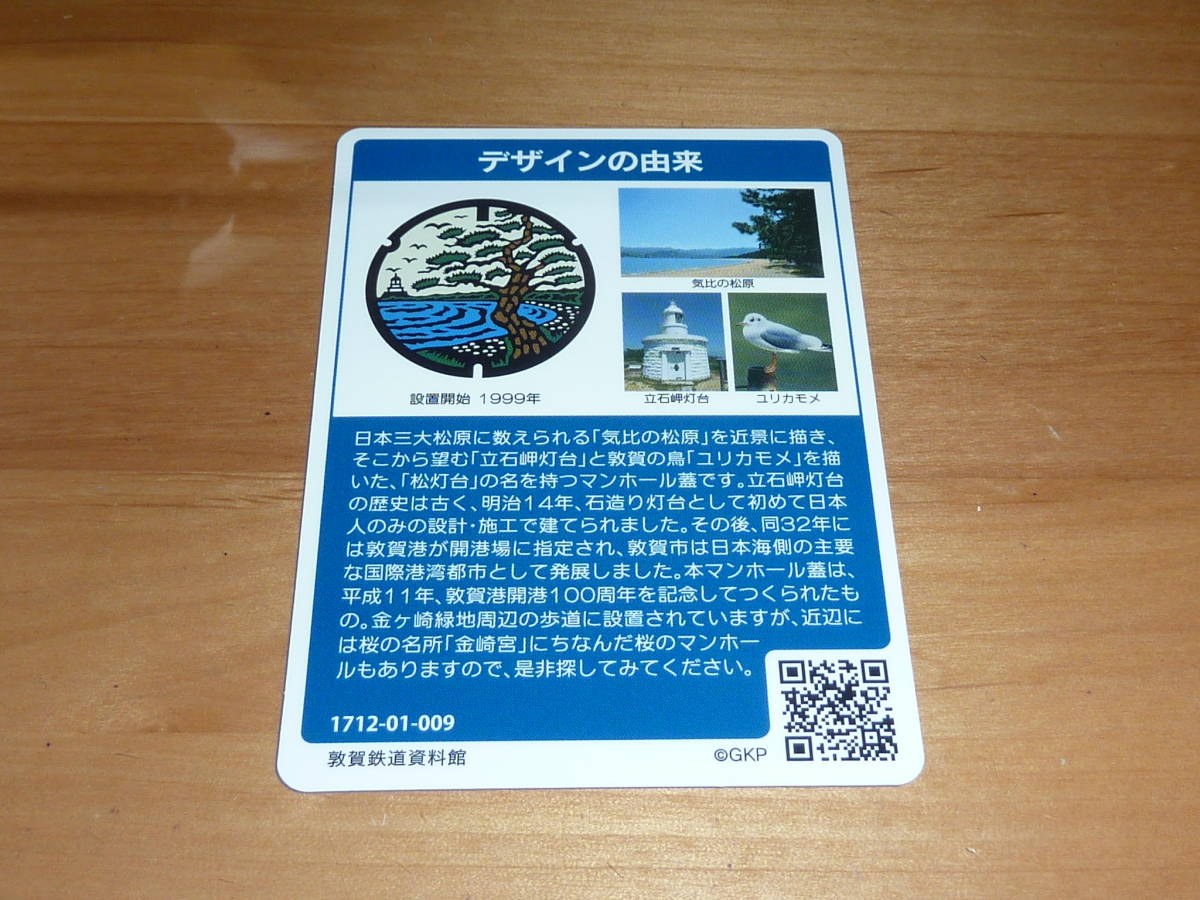 デザインの由来
気比の松原
設置開始 1999年
立石岬灯台
ユリカモメ
日本三大松原に数えられる「気比の松原」を近景に描き、
そこから望む「立石岬灯台」と敦賀の鳥「ユリカモメ」を描
いた、「松灯台」の名を持つマンホール蓋です。立石岬灯台
の歴史は古く、明治14年、石造り灯台として初めて日本
人のみの設計・施工で建てられました。その後、同32年に
は敦賀港が開港場に指定され、敦賀市は日本海側の主要
な国際港湾都市として発展しました。本マンホール蓋は、
平成11年、敦賀港開港100周年を記念してつくられたも
の。金ヶ崎緑地周辺の歩道に設置されていますが、近辺に
は桜の名所「金崎宮」にちなんだ桜のマンホー
ルもありますので、是非探してみてください。
1712-01-009
敦賀鉄道資料館
©GKP